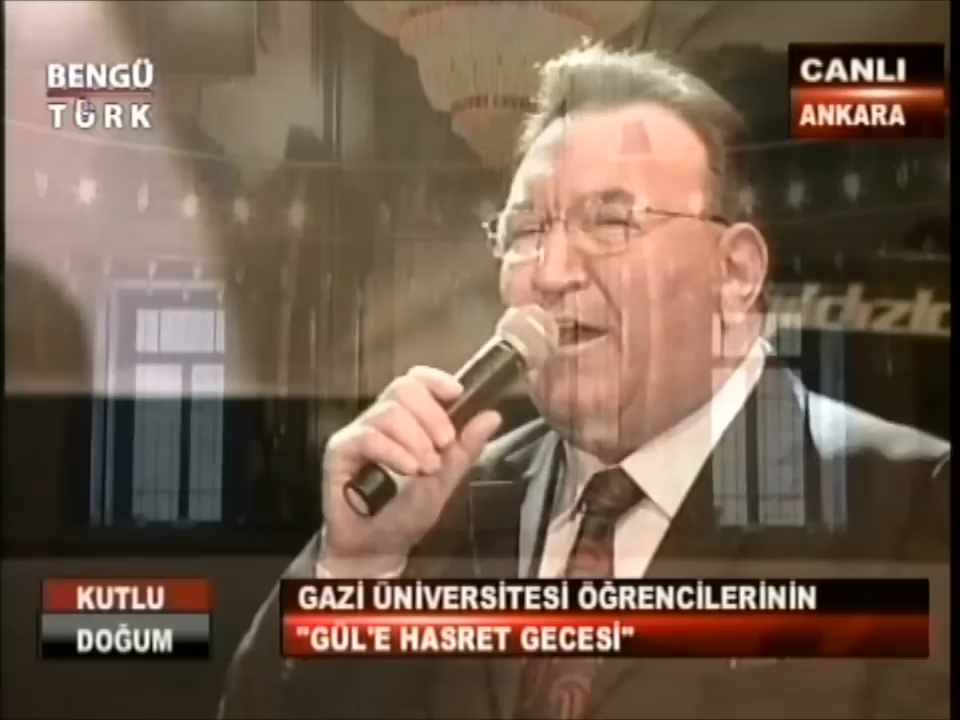 BENGÜ
TÜRK
CANLI
ANKARA
KUTLU
DOĞUM
GAZİ ÜNİVERSİTESİ ÖĞRENCİLERİNİN
"GÜL'E HASRET GECESİ"